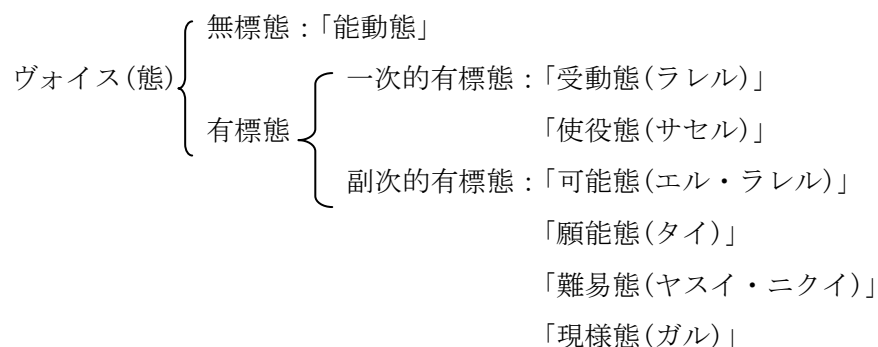 無標態：「能動態」
ヴォイス(態)
一次的有標態：「受動態(ラレル)」
有標態
「使役態(サセル)」
副次的有標態：「可能態(エル・ラレル)」
「願能態(タイ)」
「難易態(ヤスイ・ニクイ)」
「現様態(ガル)」